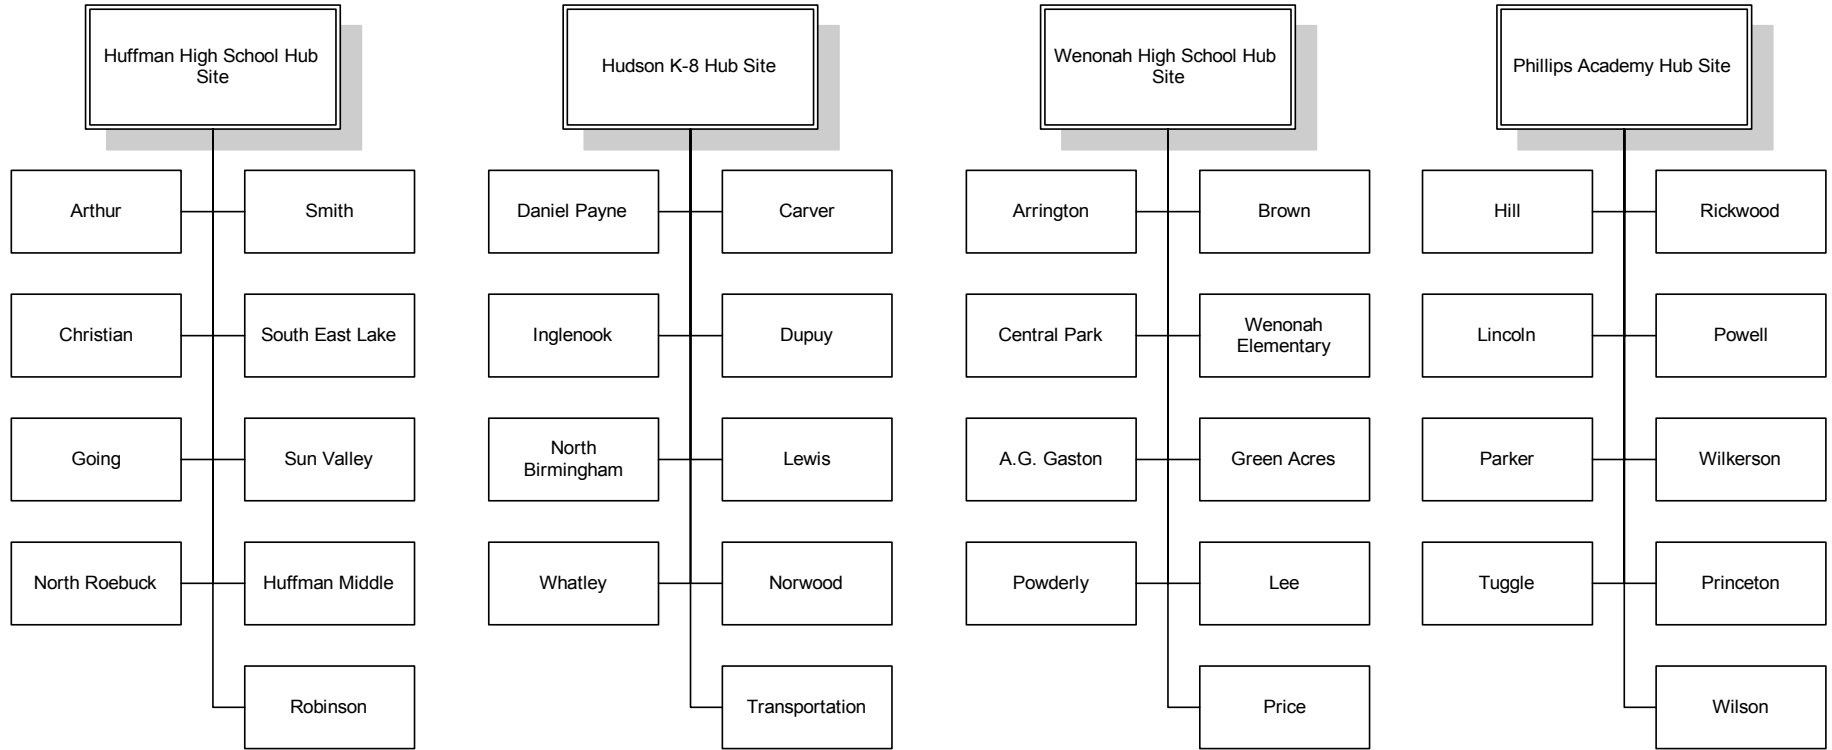 Huffman High School Hub
Site
Hudson K-8 Hub Site
Wenonah High School Hub
Site
Phillips Academy Hub Site
Arthur
Smith
Daniel Payne
Carver
Arrington
Brown
Hill
Rickwood
Christian
South East Lake
Inglenook
Dupuy
Central Park
Wenonah
Elementary
Lincoln
Powell
Going
Sun Valley
North
Birmingham
Lewis
A.G. Gaston
Green Acres
Parker
Wilkerson
North Roebuck
Huffman Middle
Whatley
Norwood
Powderly
Lee
Tuggle
Princeton
Robinson
Transportation
Price
Wilson